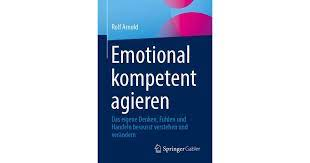 Rolf Arnold
Emotional
kompetent
agieren
Das eigene Denken, Fühlen und
Handeln bewusst verstehen und
verändern
Springer Gabler